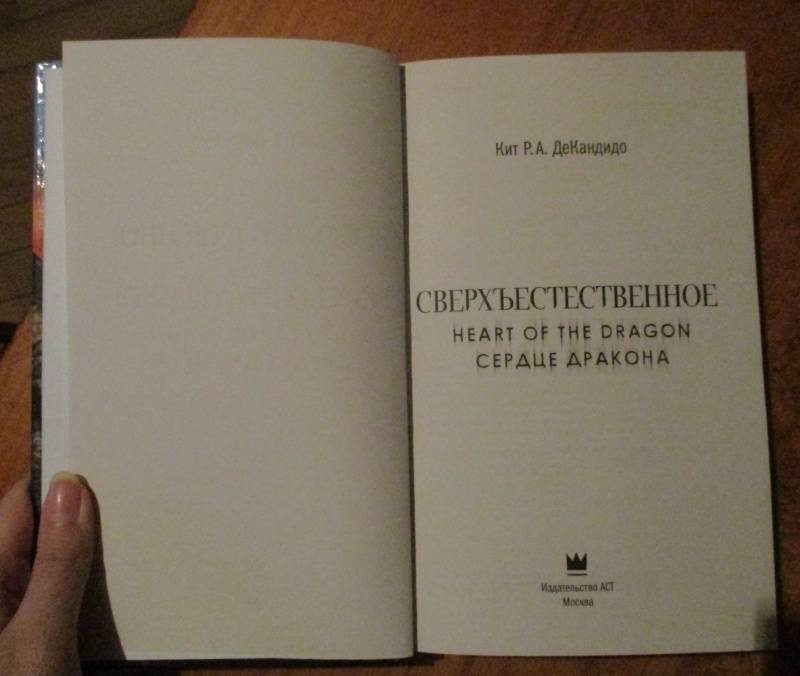 Кит Р. А. ДеКандидо
СВЕРХЪЕСТЕСТВЕННОЕ
HEART OF THE DRAGON
СЕРДЦЕ ДРАКОНА
Издательство АСТ
Москва